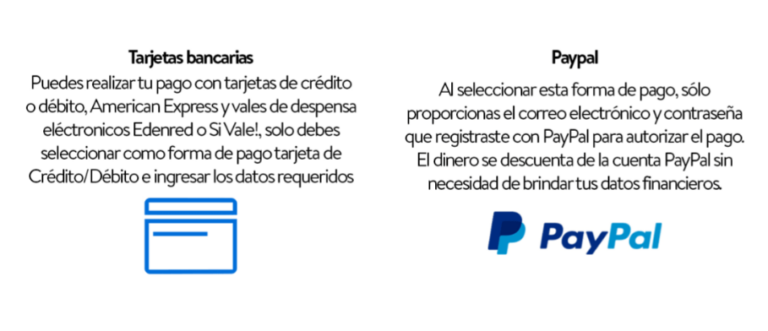 Tarjetas bancarias
Puedes realizar tu pago con tarjetas de crédito
o débito, American Express y vales de despensa
eléctronicos Edenred o Si Vale!, solo debes
seleccionar como forma de pago tarjeta de
Crédito/Débito e ingresar los datos requeridos
Paypal
Al seleccionar esta forma de pago, sólo
proporcionas el correo electrónico y contraseña
que registraste con PayPal para autorizar el pago.
El dinero se descuenta de la cuenta PayPal sin
necesidad de brindar tus datos financieros.
PayPal